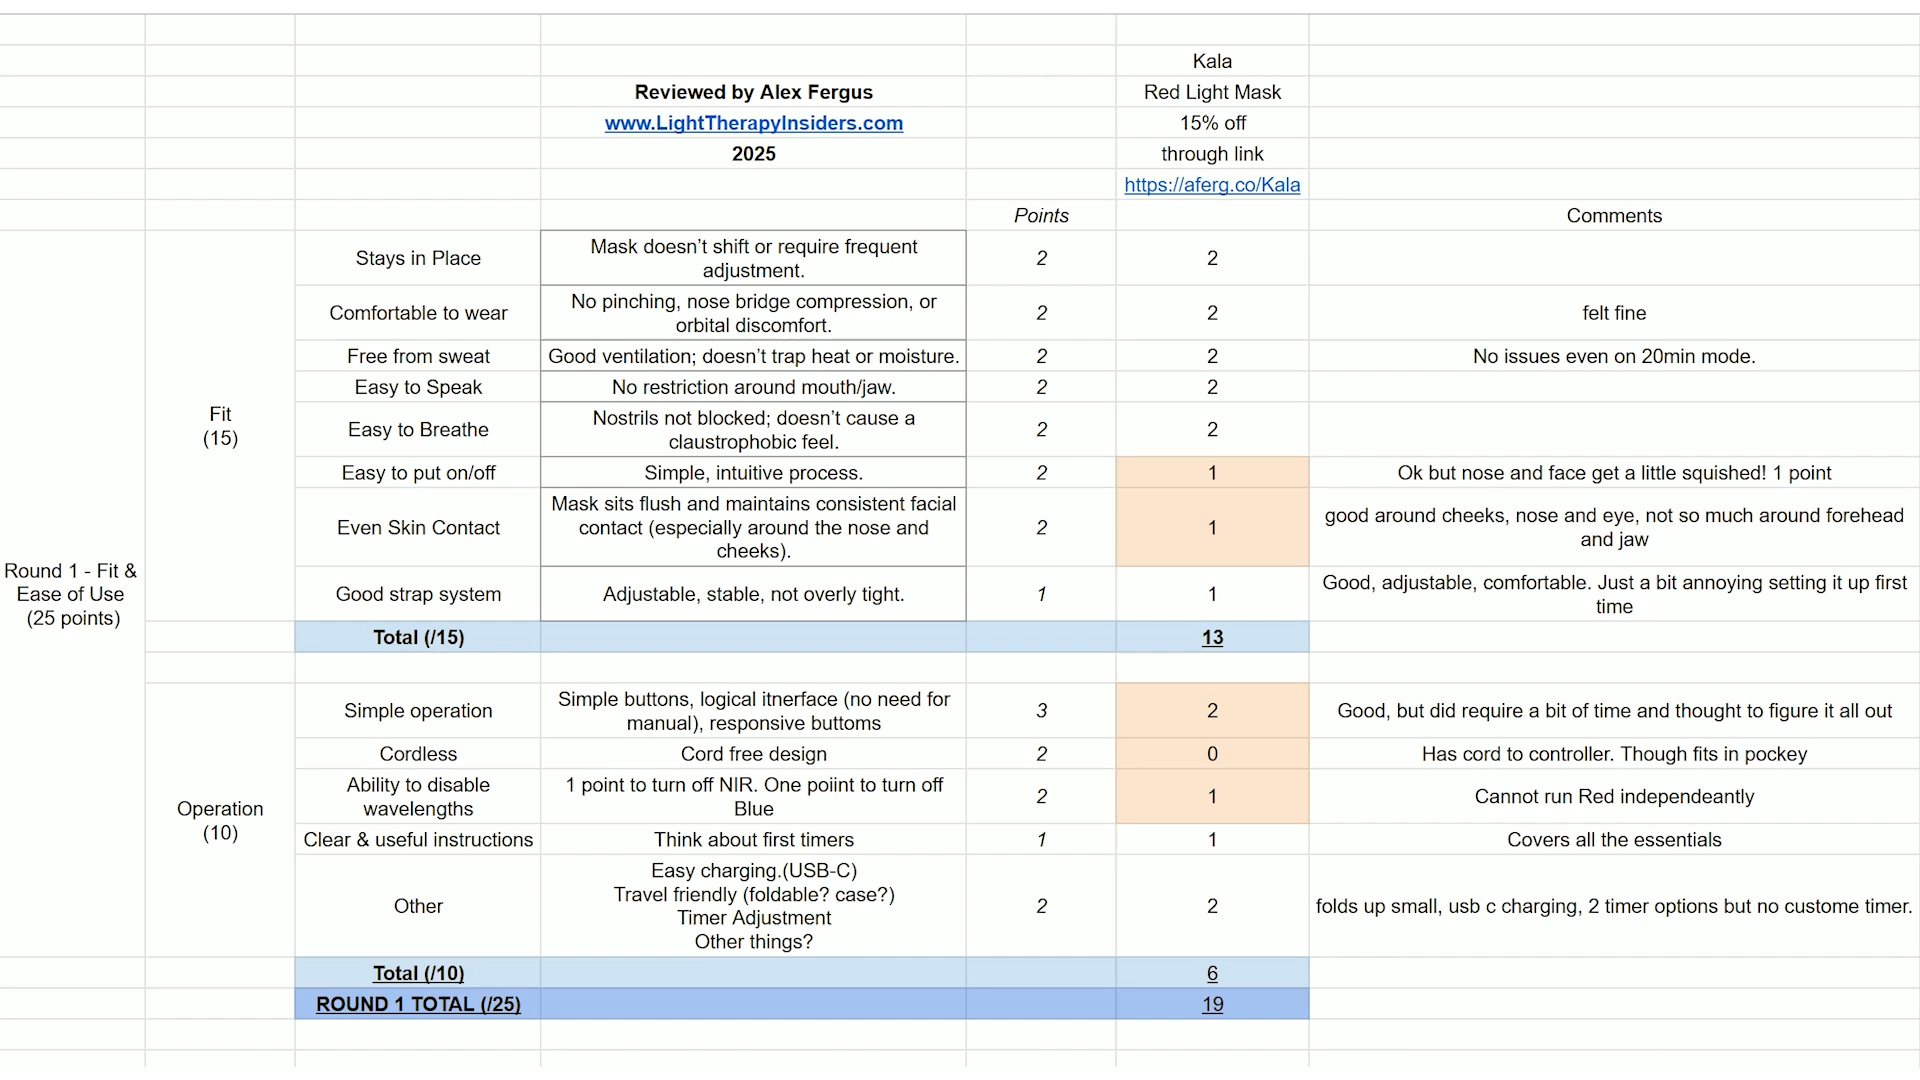 Kala
Reviewed by Alex Fergus
Red Light Mask
www.LightTherapyInsiders.com
15% off
2025
through link
https://aferg.co/Kala
Points
Comments
Round 1 - Fit &
Ease of Use
(25 points)
Fit
(15)
Stays in Place
Mask doesn’t shift or require frequent
adjustment.
2
2
Comfortable to wear
No pinching, nose bridge compression, or
orbital discomfort.
2
2
felt fine
Free from sweat
Good ventilation; doesn’t trap heat or moisture.
2
2
No issues even on 20min mode.
Easy to Speak
No restriction around mouth/jaw.
2
2
Easy to Breathe
Nostrils not blocked; doesn’t cause a
claustrophobic feel.
2
2
Easy to put on/off
Simple, intuitive process.
2
1
Ok but nose and face get a little squished! 1 point
Even Skin Contact
Mask sits flush and maintains consistent facial
contact (especially around the nose and
cheeks).
2
1
good around cheeks, nose and eye, not so much around forehead
and jaw
Good strap system
Adjustable, stable, not overly tight.
1
1
Good, adjustable, comfortable. Just a bit annoying setting it up first
time
Total (/15)
13
Operation
(10)
Simple operation
Simple buttons, logical itnerface (no need for
manual), responsive buttoms
3
2
Good, but did require a bit of time and thought to figure it all out
Cordless
Cord free design
2
0
Has cord to controller. Though fits in pockey
Ability to disable
wavelengths
1 point to turn off NIR. One poiint to turn off
Blue
2
1
Cannot run Red independeantly
Clear & useful instructions
Think about first timers
1
1
Covers all the essentials
Other
Easy charging.(USB-C)
Travel friendly (foldable? case?)
Timer Adjustment
Other things?
2
2
folds up small, usb c charging, 2 timer options but no custome timer.
Total (/10)
6
ROUND 1 TOTAL (/25)
19